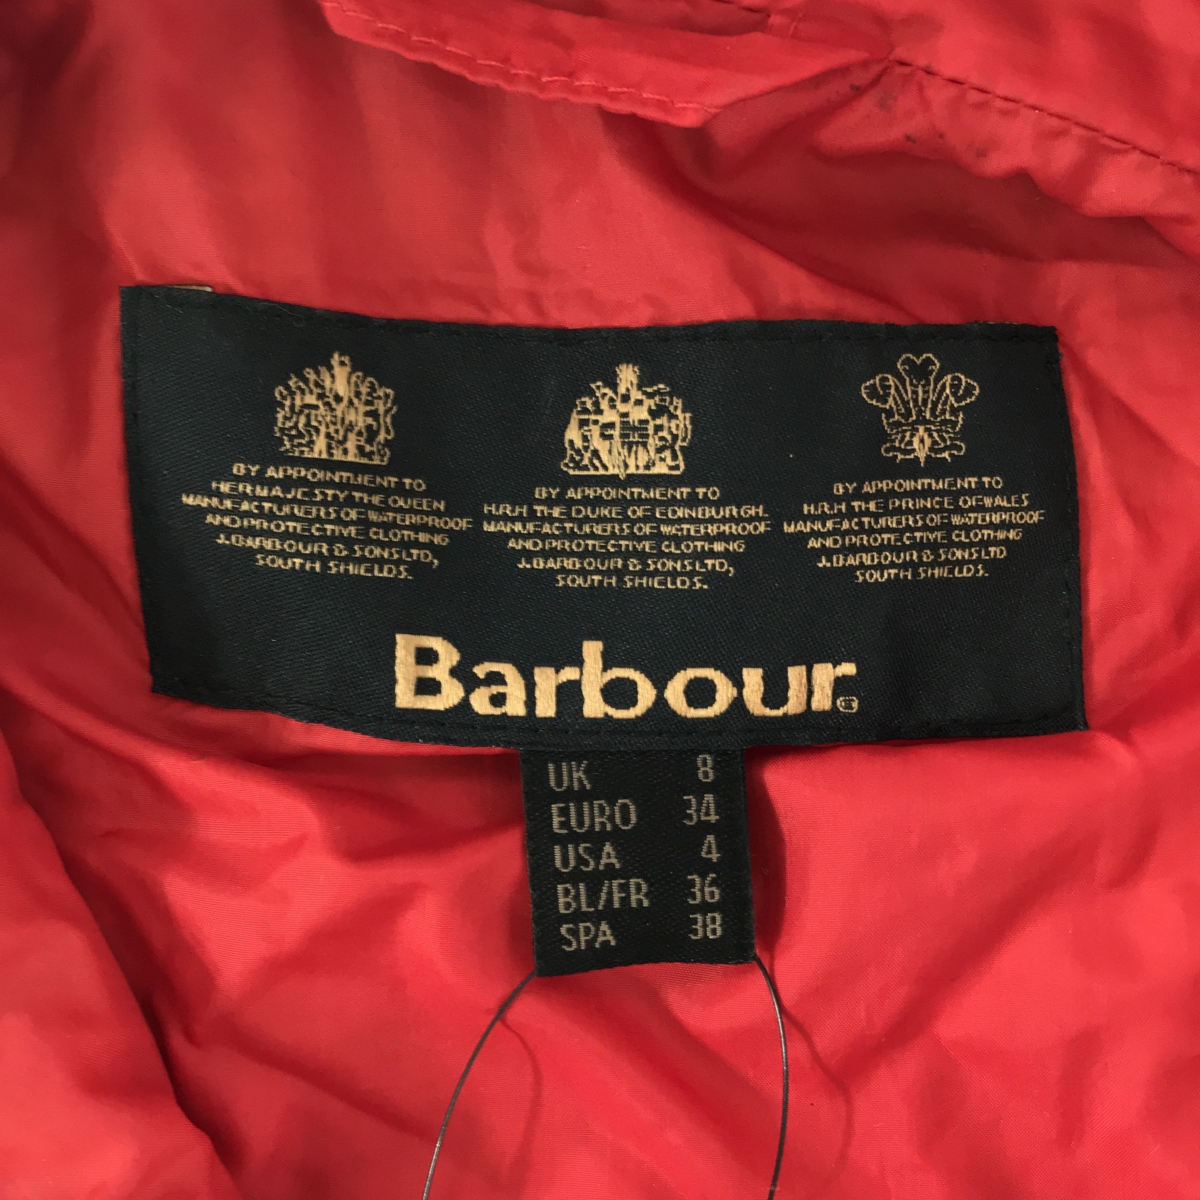 BY APPOINTMENT TO
HER MAJESTY THE QUEEN
MANUFACTURERS OF WATERPROOF
AND PROTECTIVE CLOTHING
J.BARBOUR & SONS LTD,
SOUTH SHIELDS.
BY APPOINTMENT TO
H.R.H THE DUKE OF EDINBURGH.
MANUFACTURERS OF WATERPROOF
AND PROTECTIVE CLOTHING
J.BARBOUR & SONS LTD,
SOUTH SHIELDS.
BY APPOINTMENT TO
H.R.H THE PRINCE OF WALES
MANUFACTURERS OF WATERPROOF
AND PROTECTIVE CLOTHING
J.BARBOUR & SONS LTD
SOUTH SHIELDS.
Barbour®
UK 8
EURO 34
USA 4
BL/FR 36
SPA 38